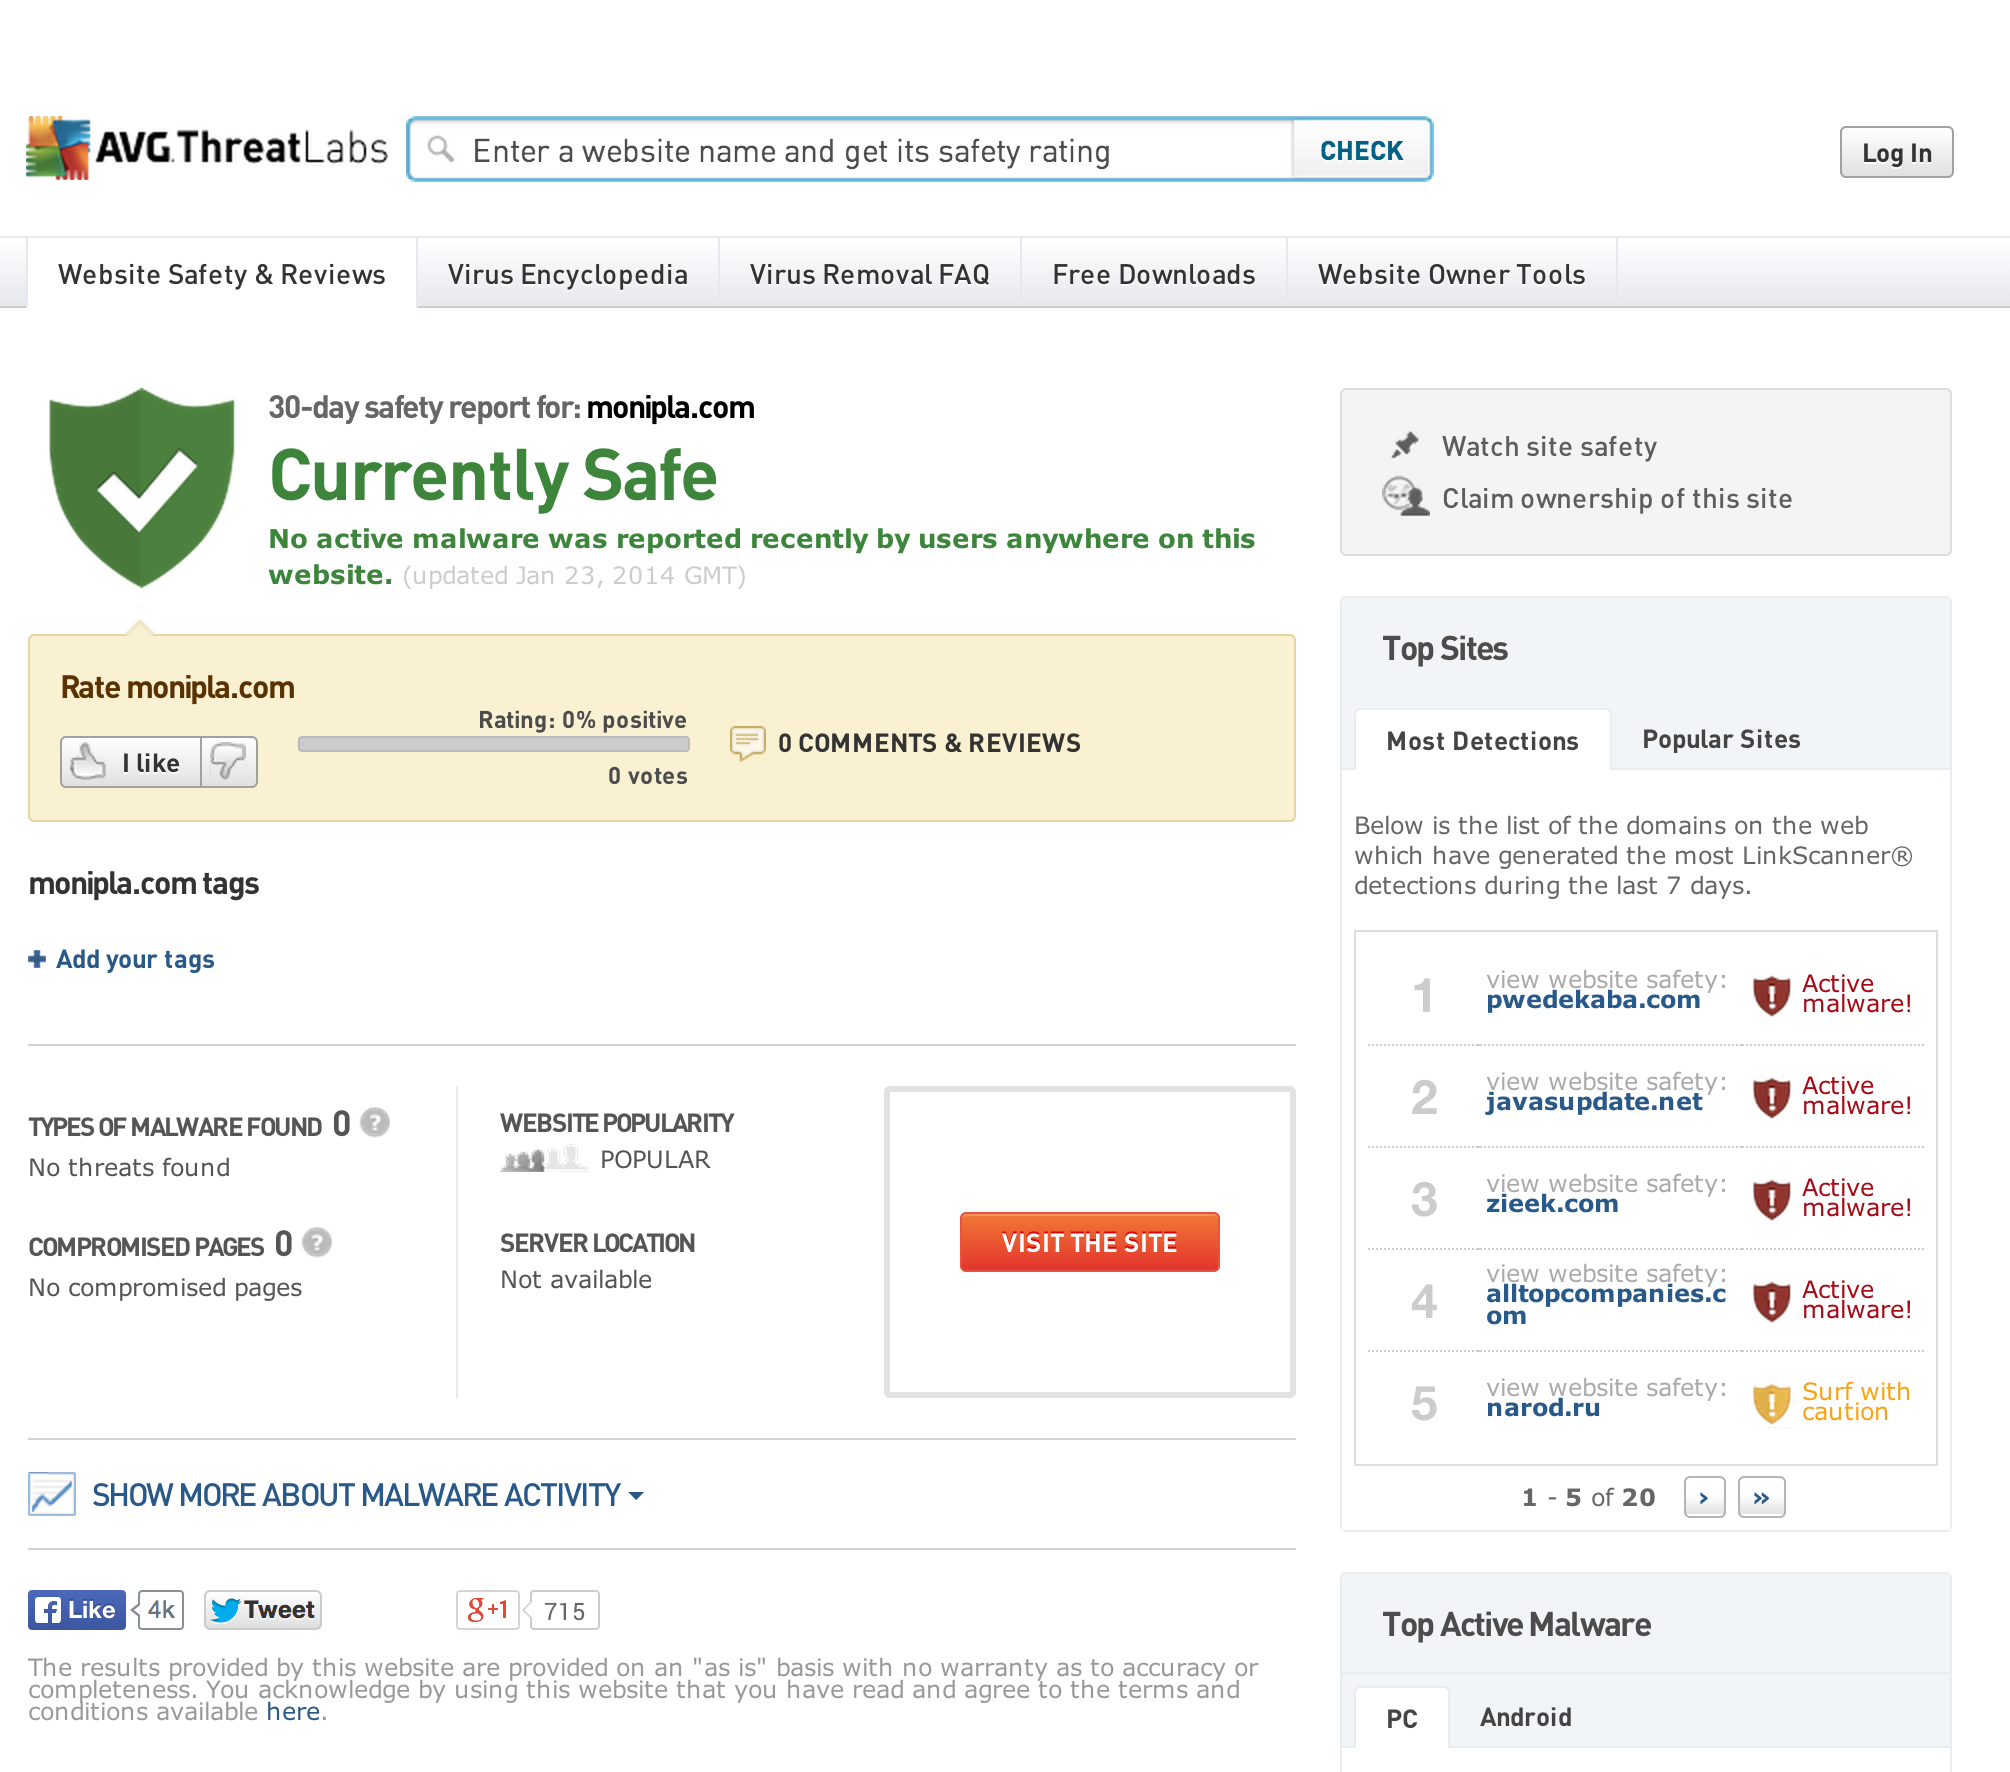 AVG ThreatLabs
Enter a website name and get its safety rating
CHECK
Log In
Website Safety & Reviews
Virus Encyclopedia
Virus Removal FAQ
Free Downloads
Website Owner Tools
30-day safety report for: monipla.com
Currently Safe
No active malware was reported recently by users anywhere on this
website. (updated Jan 23, 2014 GMT)
Rate monipla.com
I like
Rating: 0% positive
0 votes
0 COMMENTS & REVIEWS
monipla.com tags
Add your tags
TYPES OF MALWARE FOUND 0 ?
No threats found
COMPROMISED PAGES 0 ?
No compromised pages
WEBSITE POPULARITY
POPULAR
SERVER LOCATION
Not available
VISIT THE SITE
SHOW MORE ABOUT MALWARE ACTIVITY
Like
4k
Tweet
g+1
715
The results provided by this website are provided on an "as is" basis with no warranty as to accuracy or
completeness. You acknowledge by using this website that you have read and agree to the terms and
conditions available here.
Watch site safety
Claim ownership of this site
Top Sites
Most Detections
Popular Sites
Below is the list of the domains on the web
which have generated the most LinkScanner®
detections during the last 7 days.
1
view website safety:
pwedekaba.com
Active
malware!
2
view website safety:
javasupdate.net
Active
malware!
3
view website safety:
zieek.com
Active
malware!
4
view website safety:
alltopcompanies.c
om
Active
malware!
5
view website safety:
narod.ru
Surf with
caution
1 - 5 of 20 › »
Top Active Malware
PC
Android